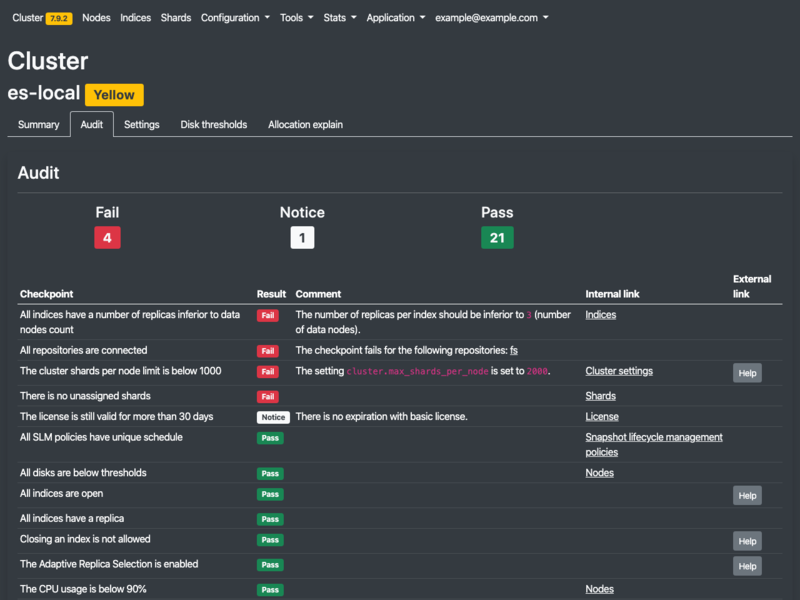 Cluster 7.9.2 Nodes Indices Shards Configuration Tools Stats Application example@example.com
Cluster
es-local Yellow
Summary Audit Settings Disk thresholds Allocation explain
Audit
Fail Notice Pass
4 1 21
Checkpoint Result Comment Internal link External
link
All indices have a number of replicas inferior to data Fail The number of replicas per index should be inferior to 3 (number Indices
nodes count of data nodes).
All repositories are connected Fail The checkpoint fails for the following repositories: fs
The cluster shards per node limit is below 1000 Fail The setting cluster.max_shards_per_node is set to 2000. Cluster settings Help
There is no unassigned shards Fail Shards
The license is still valid for more than 30 days Notice There is no expiration with basic license. License
All SLM policies have unique schedule Pass Snapshot lifecycle management
policies
All disks are below thresholds Pass Nodes
All indices are open Pass Help
All indices have a replica Pass
Closing an index is not allowed Pass Help
The Adaptive Replica Selection is enabled Pass Help
The CPU usage is below 90% Pass Nodes